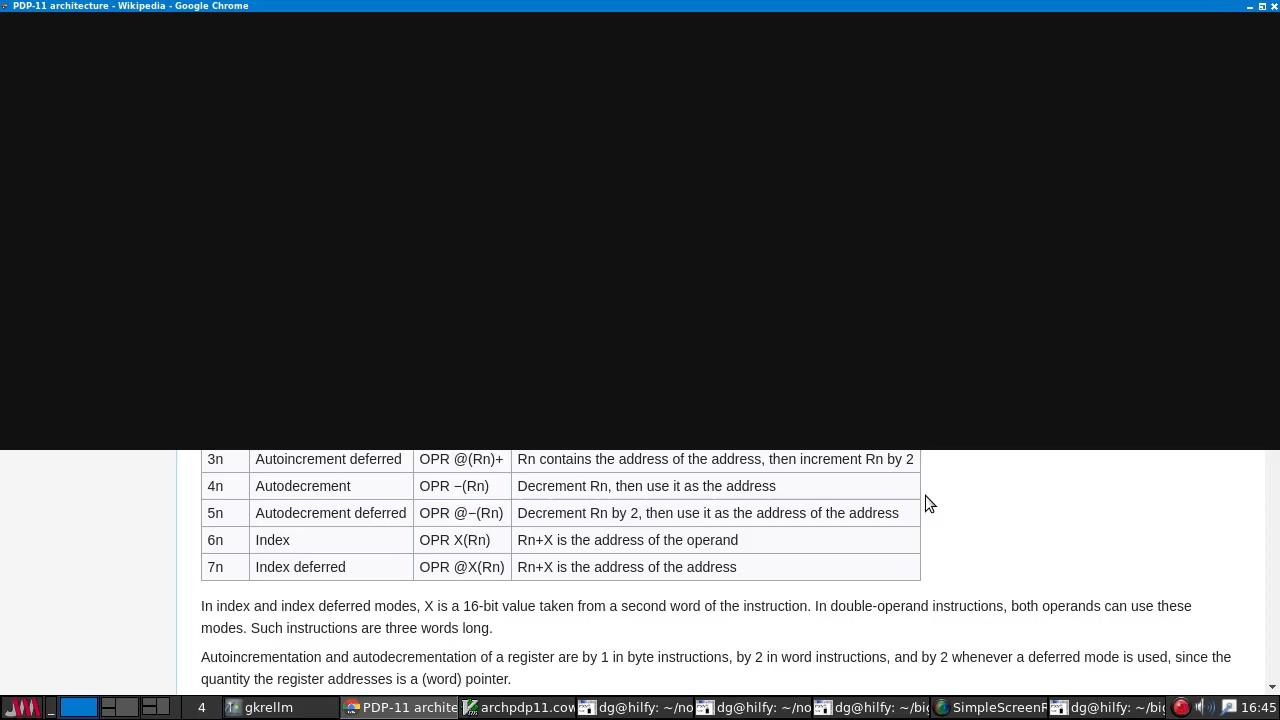 PDP-11 architecture - Wikipedia - Google Chrome
3n Autoincrement deferred OPR @(Rn)+ Rn contains the address of the address, then increment Rn by 2
4n Autodecrement OPR −(Rn) Decrement Rn, then use it as the address
5n Autodecrement deferred OPR @−(Rn) Decrement Rn by 2, then use it as the address of the address
6n Index OPR X(Rn) Rn+X is the address of the operand
7n Index deferred OPR @X(Rn) Rn+X is the address of the address
In index and index deferred modes, X is a 16-bit value taken from a second word of the instruction. In double-operand instructions, both operands can use these
modes. Such instructions are three words long.
Autoincrementation and autodecrementation of a register are by 1 in byte instructions, by 2 in word instructions, and by 2 whenever a deferred mode is used, since the
quantity the register addresses is a (word) pointer.
4 gkrellm PDP-11 archite archpdp11.cow dg@hilfy: ~/no dg@hilfy: ~/no dg@hilfy: ~/big SimpleScreenR dg@hilfy: ~/big 16:45